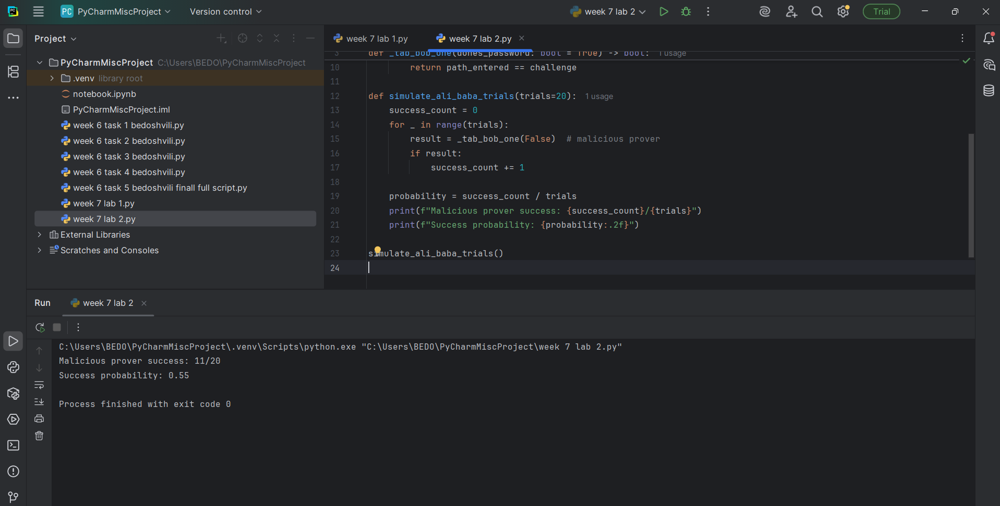 PC PyCharmMiscProject Version control week 7 lab 2 Trial
Project
PyCharmMiscProject C:\Users\BEDO\PyCharmMiscProject
.venv library root
notebook.ipynb
PyCharmMiscProject.iml
week 6 task 1 bedoshvili.py
week 6 task 2 bedoshvili.py
week 6 task 3 bedoshvili.py
week 6 task 4 bedoshvili.py
week 6 task 5 bedoshvili finall full script.py
week 7 lab 1.py
week 7 lab 2.py
External Libraries
Scratches and Consoles
week 7 lab 1.py week 7 lab 2.py
3 def _tab_bob_one(dones_password: bool = True) -> bool: 1 usage
10 return path_entered == challenge
11
12 def simulate_ali_baba_trials(trials=20): 1 usage
13 success_count = 0
14 for _ in range(trials):
15 result = _tab_bob_one(False) # malicious prover
16 if result:
17 success_count += 1
18
19 probability = success_count / trials
20 print(f"Malicious prover success: {success_count}/{trials}")
21 print(f"Success probability: {probability:.2f}")
22
23 simulate_ali_baba_trials()
24
Run week 7 lab 2
C:\Users\BEDO\PyCharmMiscProject\.venv\Scripts\python.exe "C:\Users\BEDO\PyCharmMiscProject\week 7 lab 2.py"
Malicious prover success: 11/20
Success probability: 0.55
Process finished with exit code 0